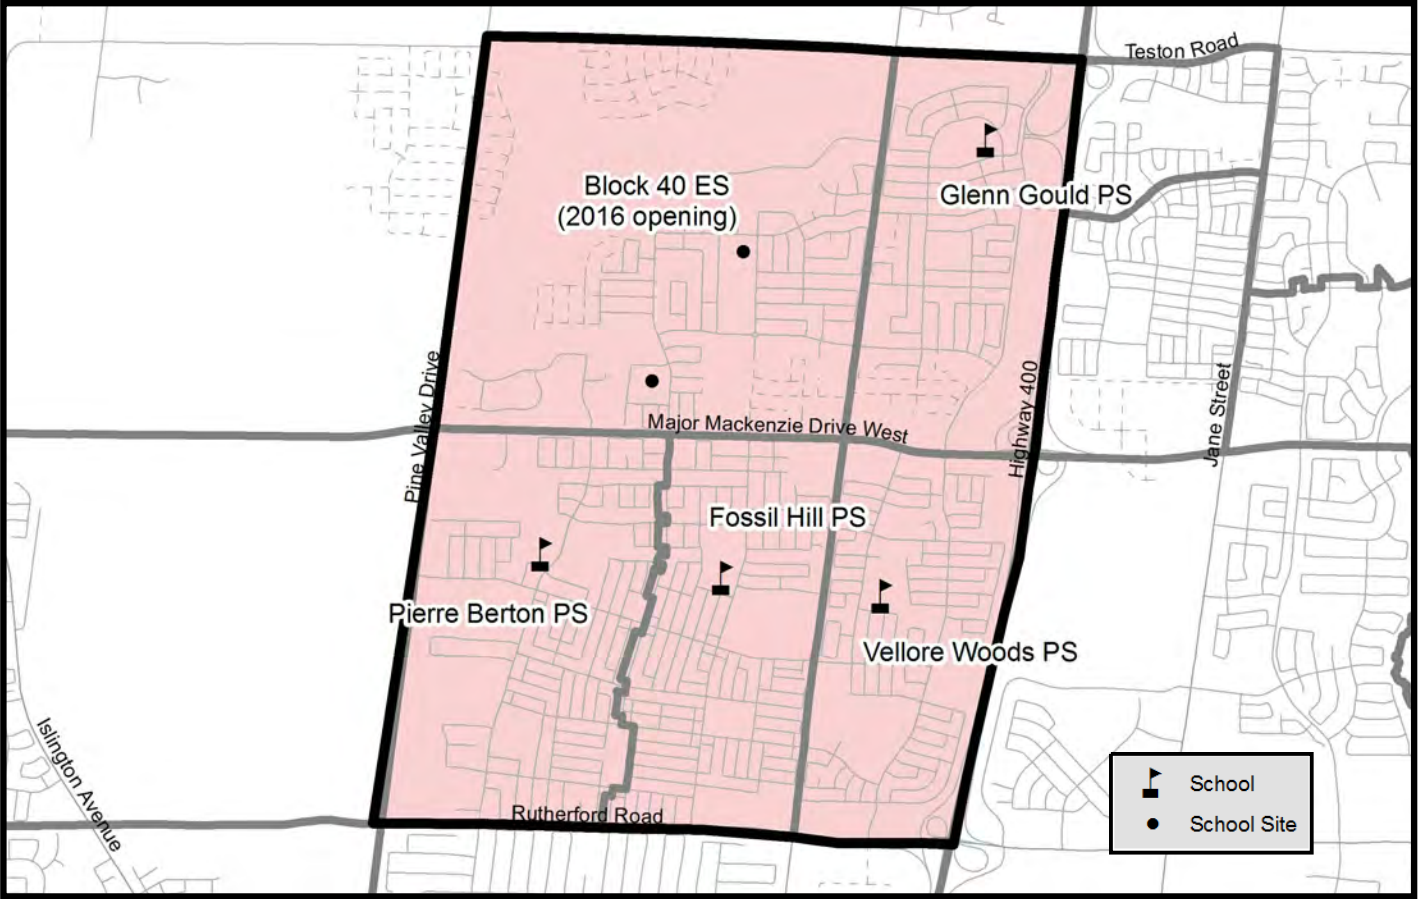 Teston Road
Block 40 ES
(2016 opening)
Glenn Gould PS
Pine Valley Drive
Highway 400
Jane Street
Major Mackenzie Drive West
Fossil Hill PS
Pierre Berton PS
Vellore Woods PS
Islington Avenue
Rutherford Road
School
School Site